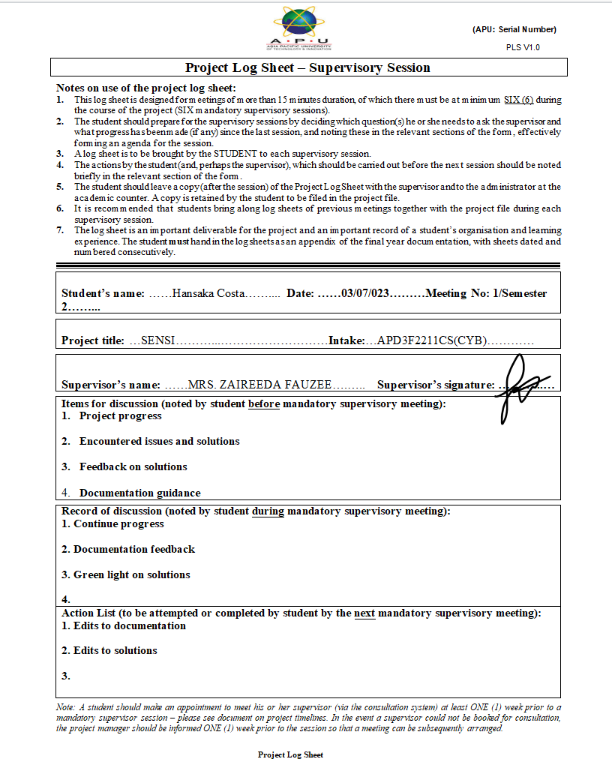 (APU: Serial Number)
PLS V1.0
A · P · U
ASIA PACIFIC UNIVERSITY
OF TECHNOLOGY & INNOVATION
Project Log Sheet – Supervisory Session
Notes on use of the project log sheet:
1. This log sheet is designed for meetings of more than 15 minutes duration, of which there must be at minimum SIX (6) during
the course of the project (SIX mandatory supervisory sessions).
2. The student should prepare for the supervisory sessions by deciding which question(s) he or she needs to ask the supervisor and
what progress has been made (if any) since the last session, and noting these in the relevant sections of the form, effectively
forming an agenda for the session.
3. A log sheet is to be brought by the STUDENT to each supervisory session.
4. The actions by the student (and, perhaps the supervisor), which should be carried out before the next session should be noted
briefly in the relevant section of the form.
5. The student should leave a copy (after the session) of the Project Log Sheet with the supervisor and to the administrator at the
academic counter. A copy is retained by the student to be filed in the project file.
6. It is recommended that students bring along log sheets of previous meetings together with the project file during each
supervisory session.
7. The log sheet is an important deliverable for the project and an important record of a student's organisation and learning
experience. The student must hand in the log sheets as an appendix of the final year documentation, with sheets dated and
numbered consecutively.
Student's name: ……Hansaka Costa……... Date: ……03/07/023………Meeting No: 1/Semester
2……...
Project title: …SENSI……………………………………Intake:…APD3F2211CS(CYB)………
Supervisor's name: ……MRS. ZAIREEDA FAUZEE……… Supervisor's signature: ……………
Items for discussion (noted by student before mandatory supervisory meeting):
1. Project progress
2. Encountered issues and solutions
3. Feedback on solutions
4. Documentation guidance
Record of discussion (noted by student during mandatory supervisory meeting):
1. Continue progress
2. Documentation feedback
3. Green light on solutions
4.
Action List (to be attempted or completed by student by the next mandatory supervisory meeting):
1. Edits to documentation
2. Edits to solutions
3.
Note: A student should make an appointment to meet his or her supervisor (via the consultation system) at least ONE (1) week prior to a
mandatory supervisor session – please see document on project timelines. In the event a supervisor could not be booked for consultation,
the project manager should be informed ONE (1) week prior to the session so that a meeting can be subsequently arranged.
Project Log Sheet